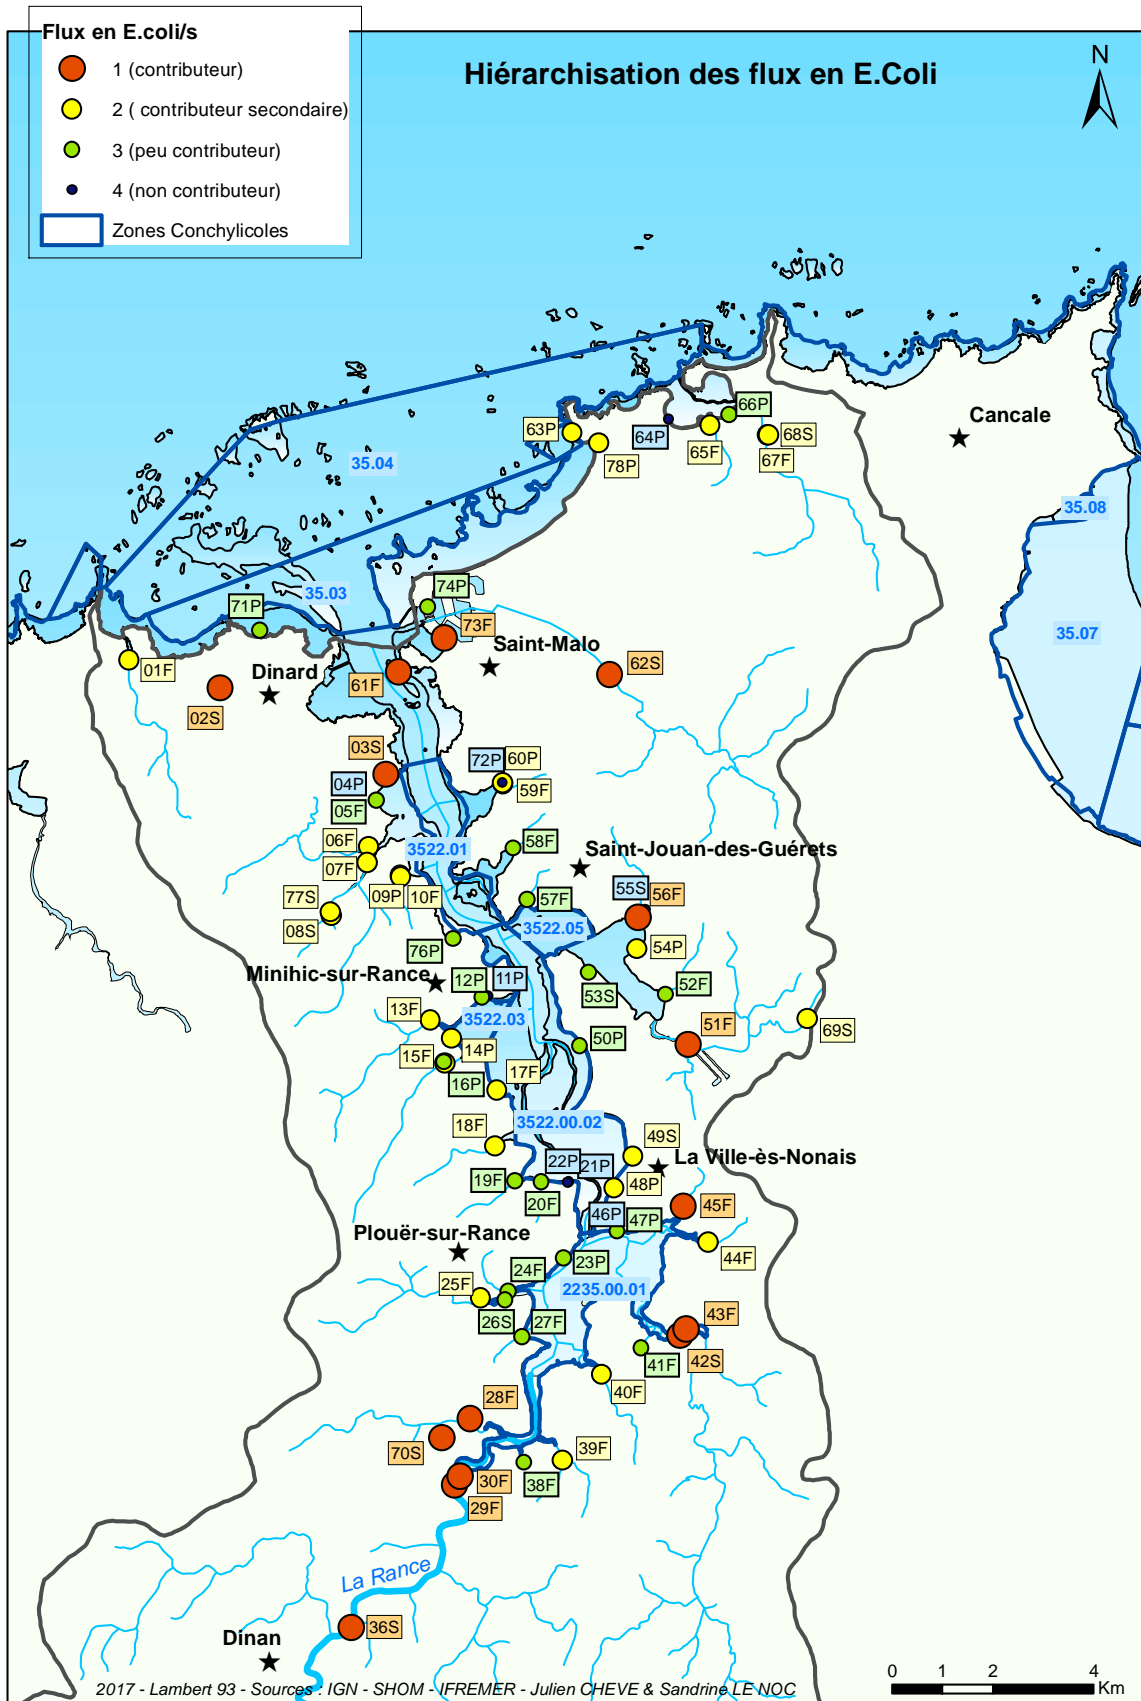 Flux en E.coli/s
1 (contributeur)
2 ( contributeur secondaire)
3 (peu contributeur)
4 (non contributeur)
Zones Conchylicoles
Hiérarchisation des flux en E.Coli
N
66P
Cancale
63P
64P
68S
65F
67F
78P
35.04
35.08
74P
35.03
71P
73F
35.07
Saint-Malo
01F
Dinard
61F
62S
02S
03S
72P
60P
04P
59F
05F
06F
58F
3522.01
Saint-Jouan-des-Guérets
07F
55S
56F
09P
10F
77S
57F
08S
3522.05
54P
76P
Minihic-sur-Rance
11P
12P
53S
52F
13F
3522.03
69S
51F
50P
14P
15F
17F
16P
3522.00.02
18F
49S
La Ville-ès-Nonais
22P
21P
19F
48P
20F
45F
46P
47P
Plouër-sur-Rance
44F
23P
24F
25F
2235.00.01
43F
26S
27F
42S
41F
40F
28F
70S
39F
30F
38F
29F
La Rance
36S
Dinan
0
1
2
4
Km
2017 - Lambert 93 - Sources : IGN - SHOM - IFREMER - Julien CHEVE & Sandrine LE NOC